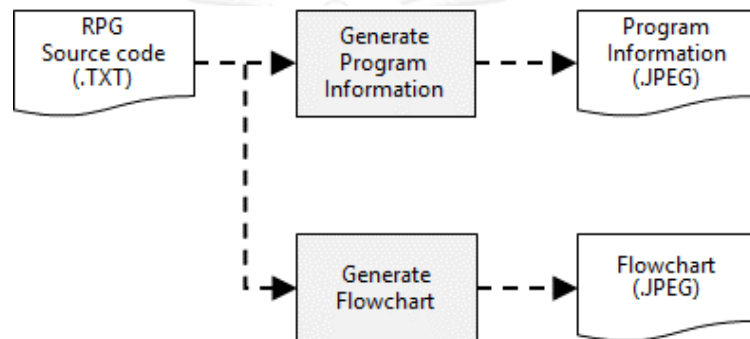 RPG
Source code
(.TXT)
Generate
Program
Information
Program
Information
(.JPEG)
Generate
Flowchart
Flowchart
(.JPEG)